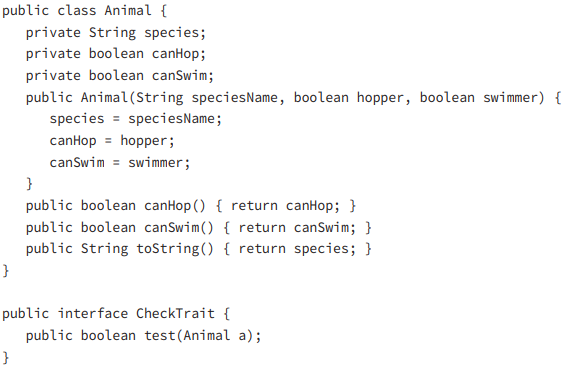 public class Animal {
   private String species;
   private boolean canHop;
   private boolean canSwim;
   public Animal(String speciesName, boolean hopper, boolean swimmer) {
      species = speciesName;
      canHop = hopper;
      canSwim = swimmer;
   }
   public boolean canHop() { return canHop; }
   public boolean canSwim() { return canSwim; }
   public String toString() { return species; }
}

public interface CheckTrait {
   public boolean test(Animal a);
}